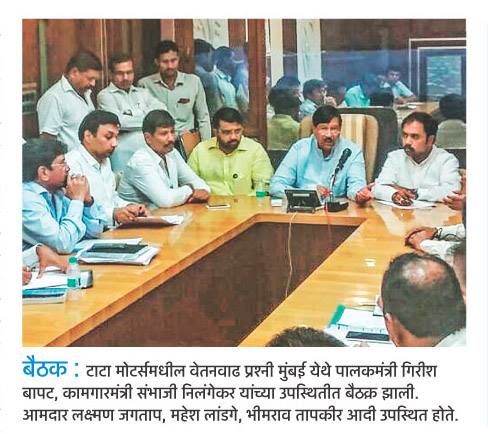 बैठक : टाटा मोटर्समधील वेतनवाढ प्रश्नी मुंबई येथे पालकमंत्री गिरीश
बापट, कामगारमंत्री संभाजी निलंगेकर यांच्या उपस्थितीत बैठक्र झाली.
आमदार लक्ष्मण जगताप, महेश लांडगे, भीमराव तापकीर आदी उपस्थित होते.